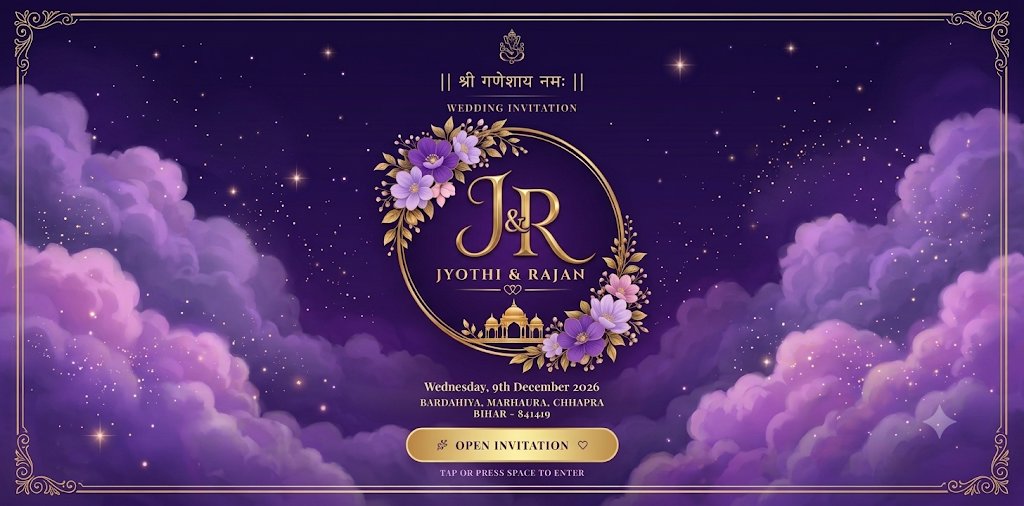 || श्री गणेशाय नमः ||
WEDDING INVITATION
J&R
JYOTHI & RAJAN
Wednesday, 9th December 2026
BARDAHIYA, MARHAURA, CHHAPRA
BIHAR - 841419
OPEN INVITATION
TAP OR PRESS SPACE TO ENTER